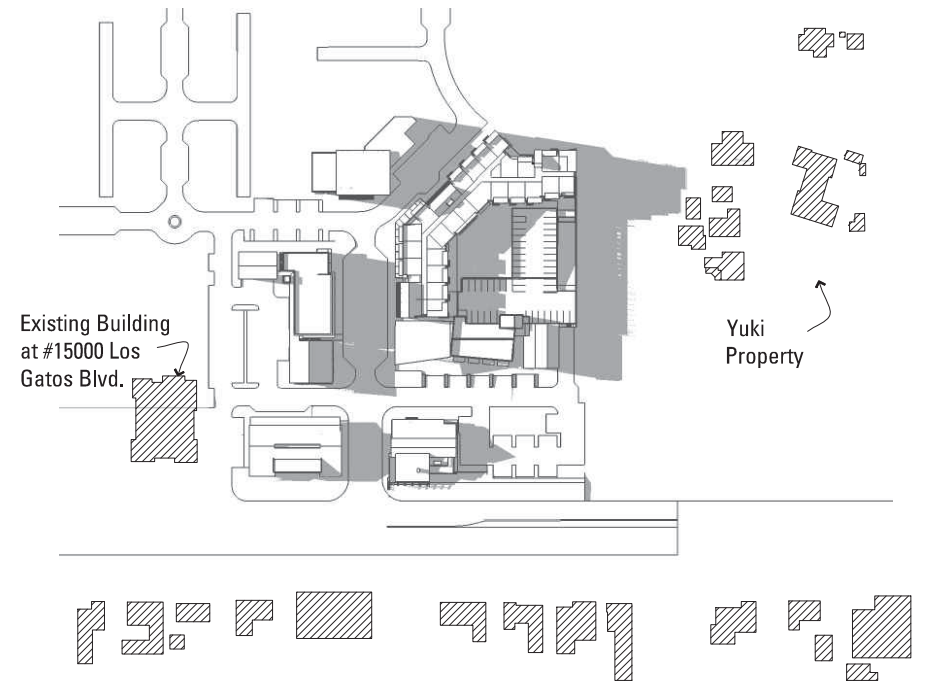 Existing Building
at #15000 Los
Gatos Blvd.
Yuki
Property